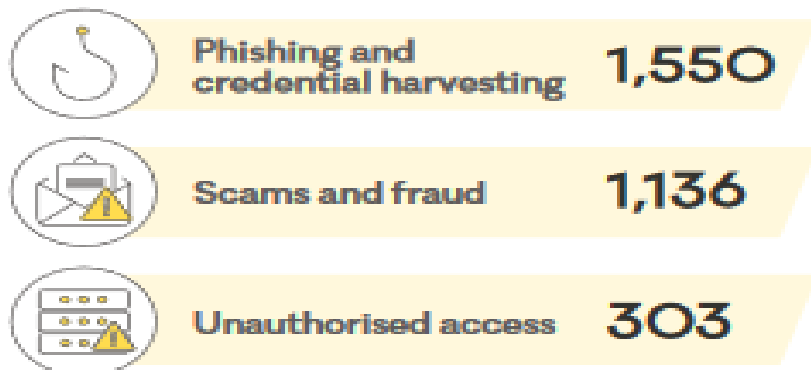 Phishing and
credential harvesting 1,550
Scams and fraud 1,136
Unauthorised access 303